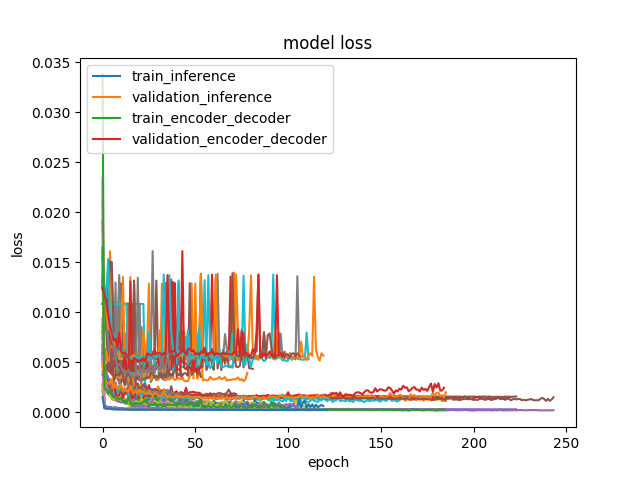 model loss
train_inference
validation_inference
train_encoder_decoder
validation_encoder_decoder
0.035
0.030
0.025
0.020
0.015
0.010
0.005
0.000
loss
0 50 100 150 200 250
epoch